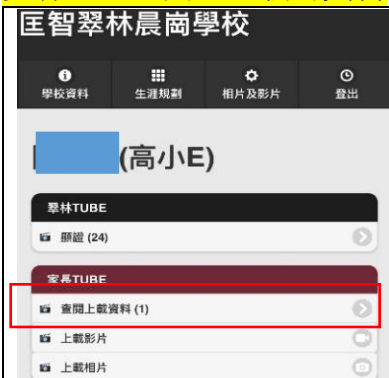 匡智翠林晨崗學校
學校資料 生涯規劃 相片及影片 登出
(高小E)
翠林TUBE
顯證 (24)
家長TUBE
查閱上載資料 (1)
上載影片
上載相片